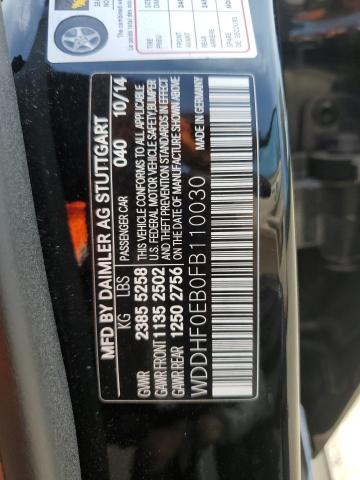 MFD BY DAIMLER AG STUTTGART
PASSENGER CAR 040 10/14
KG LBS
GVWR 2385 5258
GAWR FRONT 1135 2502
GAWR REAR 1250 2756
THIS VEHICLE CONFORMS TO ALL APPLICABLE
U.S. FEDERAL MOTOR VEHICLE SAFETY, BUMPER
AND THEFT PREVENTION STANDARDS IN EFFECT
ON THE DATE OF MANUFACTURE SHOWN ABOVE
WDDHF0EB0FB110030
MADE IN GERMANY